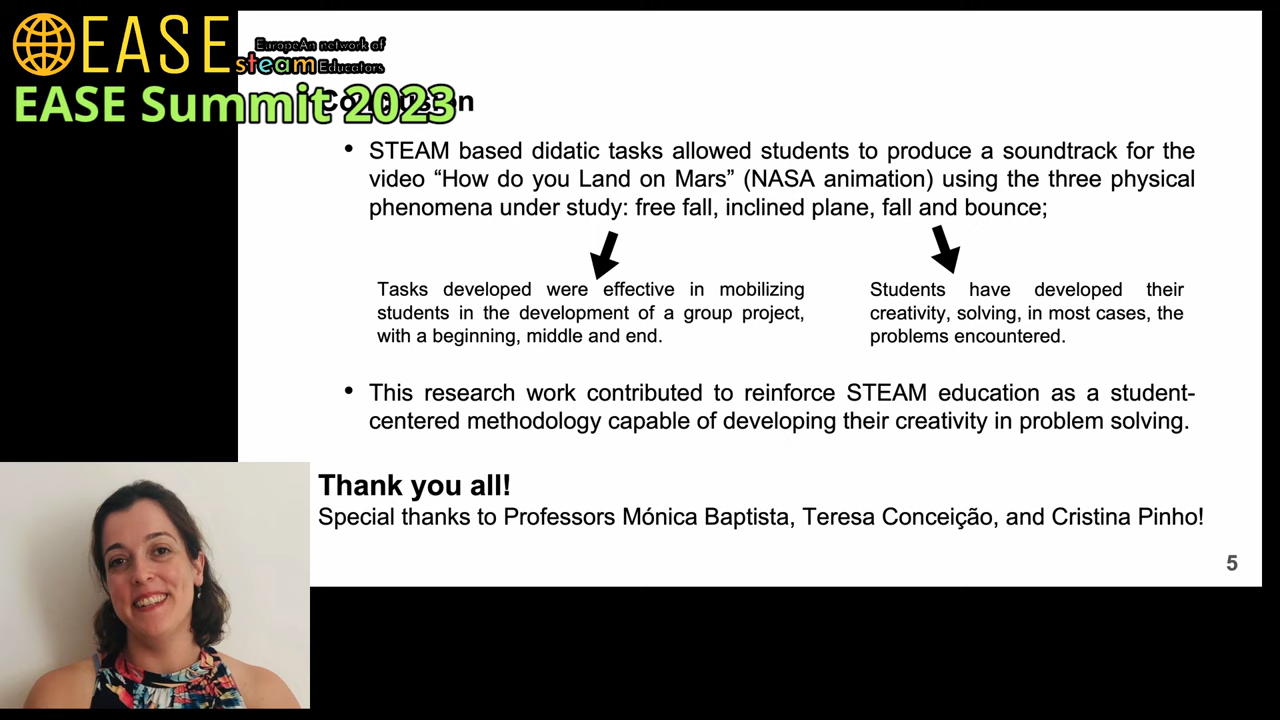 EASE
EuropeAn network of
steam Educators
EASE Summit 2023
Conclusion
• STEAM based didatic tasks allowed students to produce a soundtrack for the
video “How do you Land on Mars” (NASA animation) using the three physical
phenomena under study: free fall, inclined plane, fall and bounce;
Tasks developed were effective in mobilizing
students in the development of a group project,
with a beginning, middle and end.
Students have developed their
creativity, solving, in most cases, the
problems encountered.
• This research work contributed to reinforce STEAM education as a student-
centered methodology capable of developing their creativity in problem solving.
Thank you all!
Special thanks to Professors Mónica Baptista, Teresa Conceição, and Cristina Pinho!
5